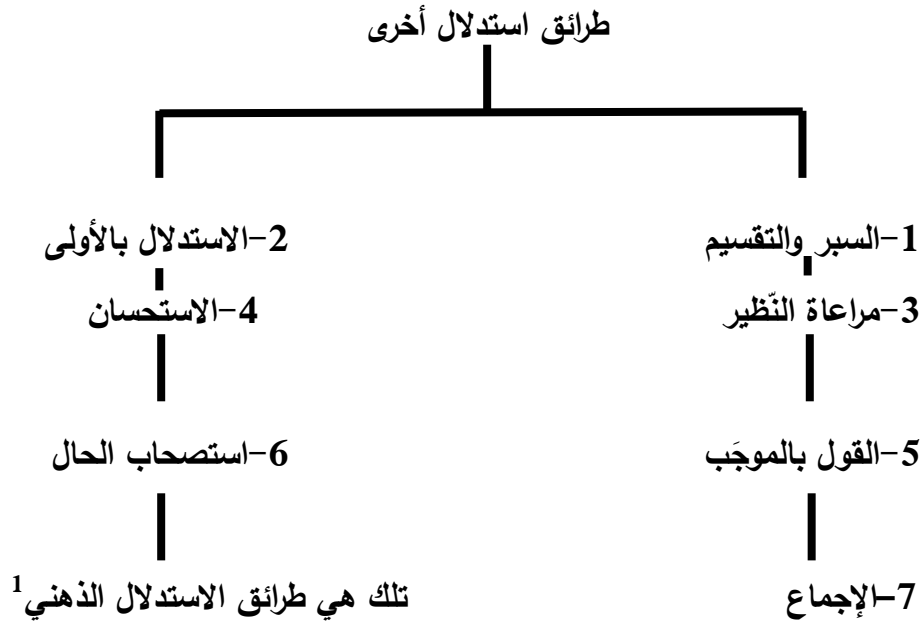 طرائق استدلال أخرى
1-السبر والتقسيم
2-الاستدلال بالأولى
3-مراعاة النّظير
4-الاستحسان
5-القول بالموجَب
6-استصحاب الحال
7-الإجماع
تلك هي طرائق الاستدلال الذهني1